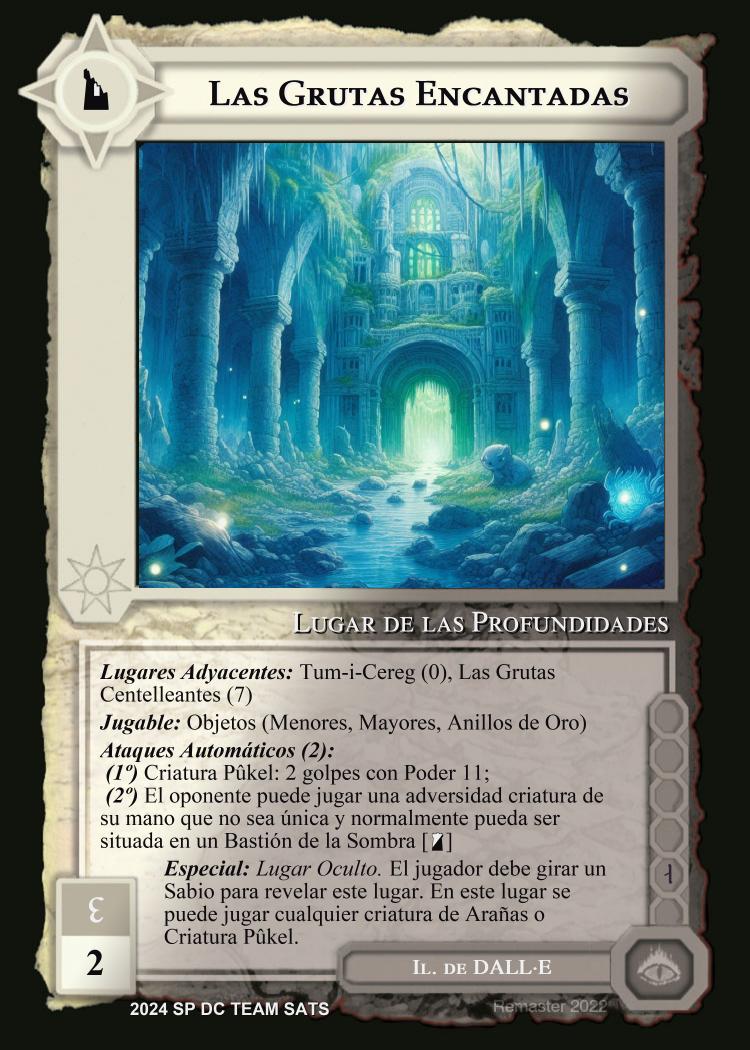 Las Grutas Encantadas
Lugar de las Profundidades
Lugares Adyacentes: Tum-i-Cereg (0), Las Grutas
Centelleantes (7)
Jugable: Objetos (Menores, Mayores, Anillos de Oro)
Ataques Automáticos (2):
(1º) Criatura Pûkel: 2 golpes con Poder 11;
(2º) El oponente puede jugar una adversidad criatura de
su mano que no sea única y normalmente pueda ser
situada en un Bastión de la Sombra [ ]
Especial: Lugar Oculto. El jugador debe girar un
Sabio para revelar este lugar. En este lugar se
puede jugar cualquier criatura de Arañas o
Criatura Pûkel.
2
Il. de DALL·E
2024 SP DC TEAM SATS
Remaster 2022